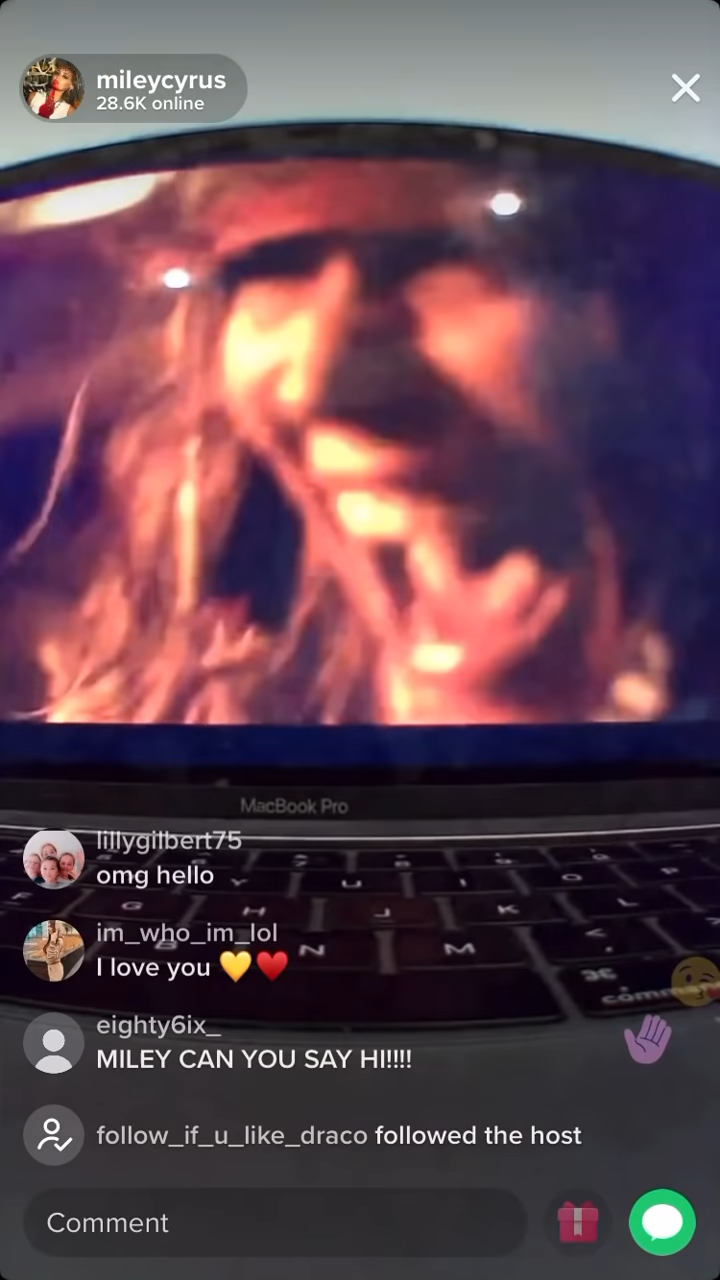 mileycyrus
28.6K online
MacBook Pro
lillygilbert75
omg hello
Y U I O P
im_who_im_lol
F G H J K L
I love you 💛❤️
B N M <
⌘
command
eighty6ix_
MILEY CAN YOU SAY HI!!!!
follow_if_u_like_draco followed the host
Comment